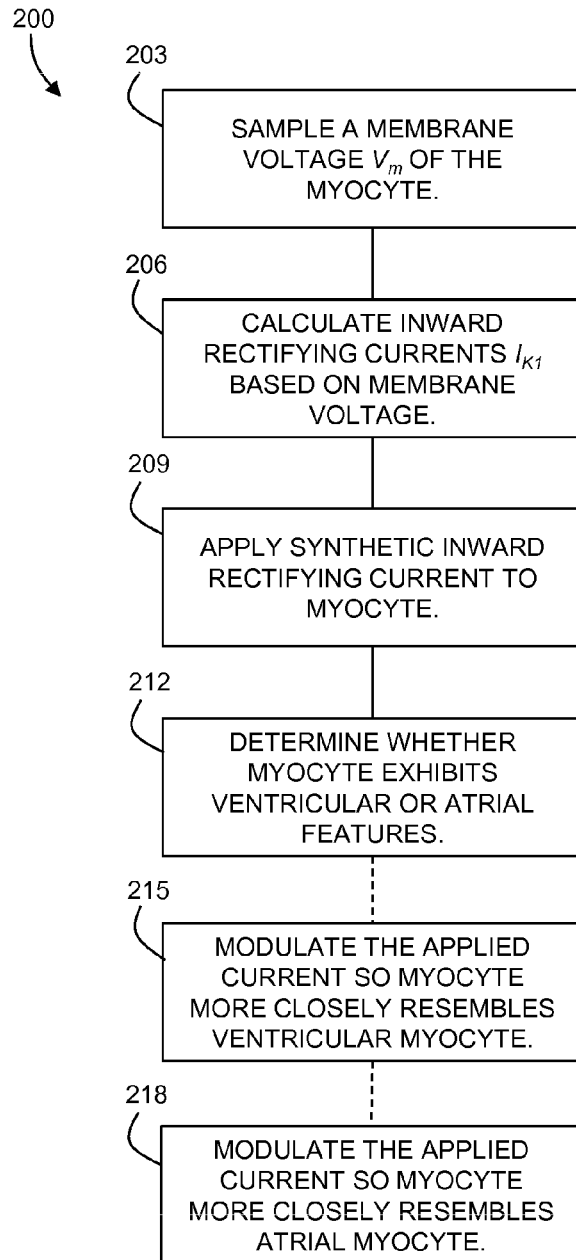 200
203
SAMPLE A MEMBRANE
VOLTAGE Vm OF THE
MYOCYTE.
206
CALCULATE INWARD
RECTIFYING CURRENTS IK1
BASED ON MEMBRANE
VOLTAGE.
209
APPLY SYNTHETIC INWARD
RECTIFYING CURRENT TO
MYOCYTE.
212
DETERMINE WHETHER
MYOCYTE EXHIBITS
VENTRICULAR OR ATRIAL
FEATURES.
215
MODULATE THE APPLIED
CURRENT SO MYOCYTE
MORE CLOSELY RESEMBLES
VENTRICULAR MYOCYTE.
218
MODULATE THE APPLIED
CURRENT SO MYOCYTE
MORE CLOSELY RESEMBLES
ATRIAL MYOCYTE.